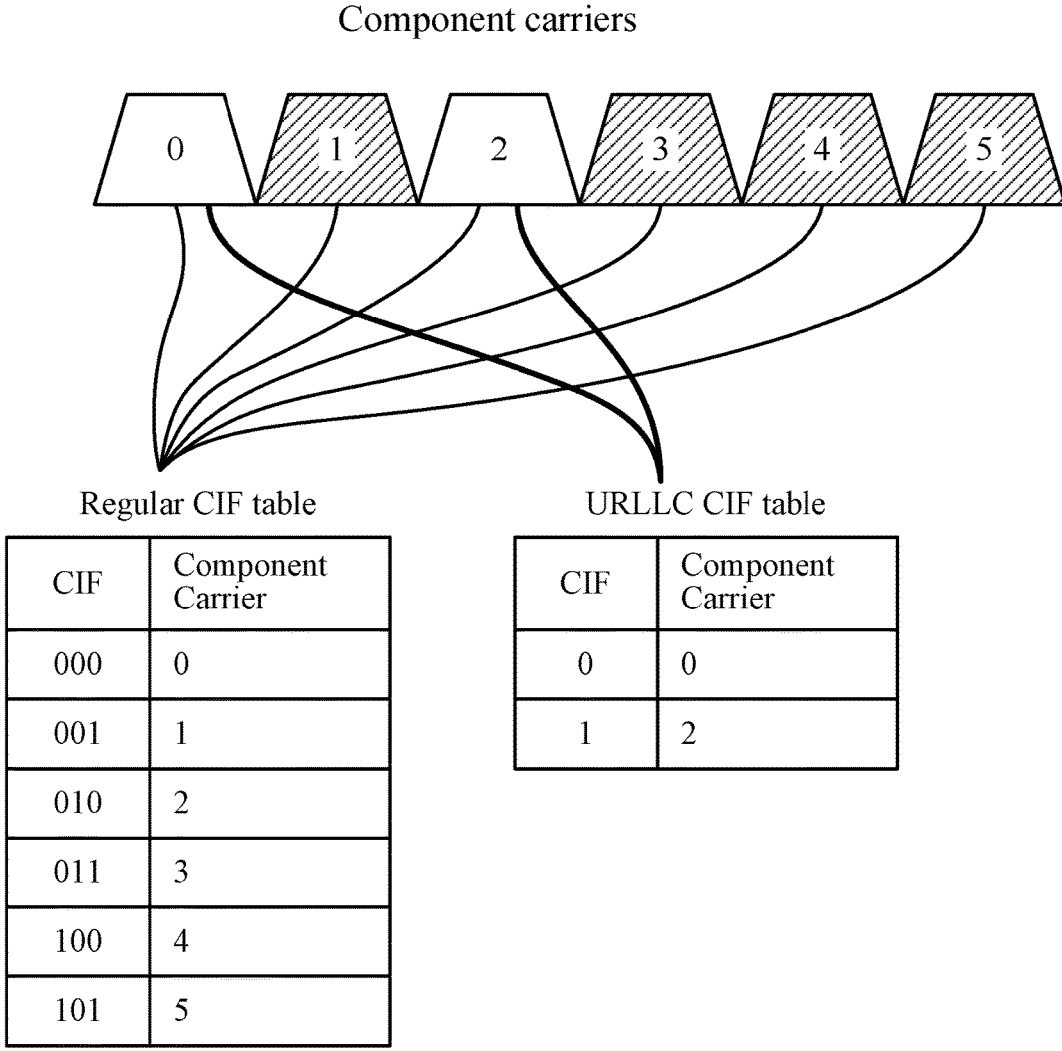 Component carriers
0 1 2 3 4 5
Regular CIF table
CIF Component
Carrier
000 0
001 1
010 2
011 3
100 4
101 5
URLLC CIF table
CIF Component
Carrier
0 0
1 2